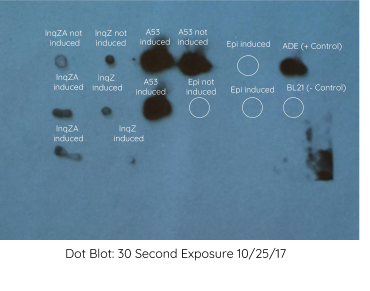 InqZA not induced
InqZ not induced
A53 induced
A53 not induced
Epi induced
ADE (+ Control)
InqZA induced
InqZ induced
A53 induced
Epi not induced
Epi induced
BL21 (- Control)
InqZA induced
InqZ induced
Dot Blot: 30 Second Exposure 10/25/17